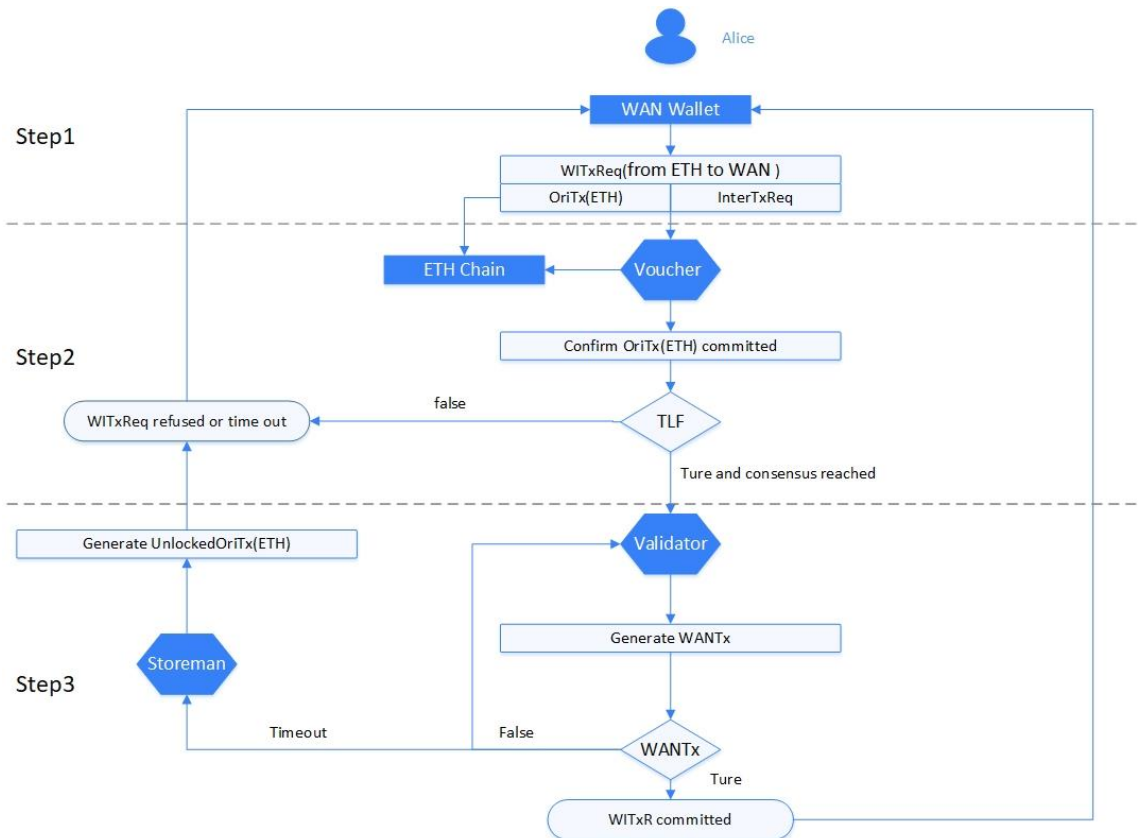 Alice
WAN Wallet
Step1
WITxReq(from ETH to WAN )
OriTx(ETH)
InterTxReq
ETH Chain
Voucher
Confirm OriTx(ETH) committed
Step2
false
WITxReq refused or time out
TLF
Ture and consensus reached
Generate UnlockedOriTx(ETH)
Validator
Generate WANTx
Storeman
Step3
Timeout
False
WANTx
Ture
WITxR committed